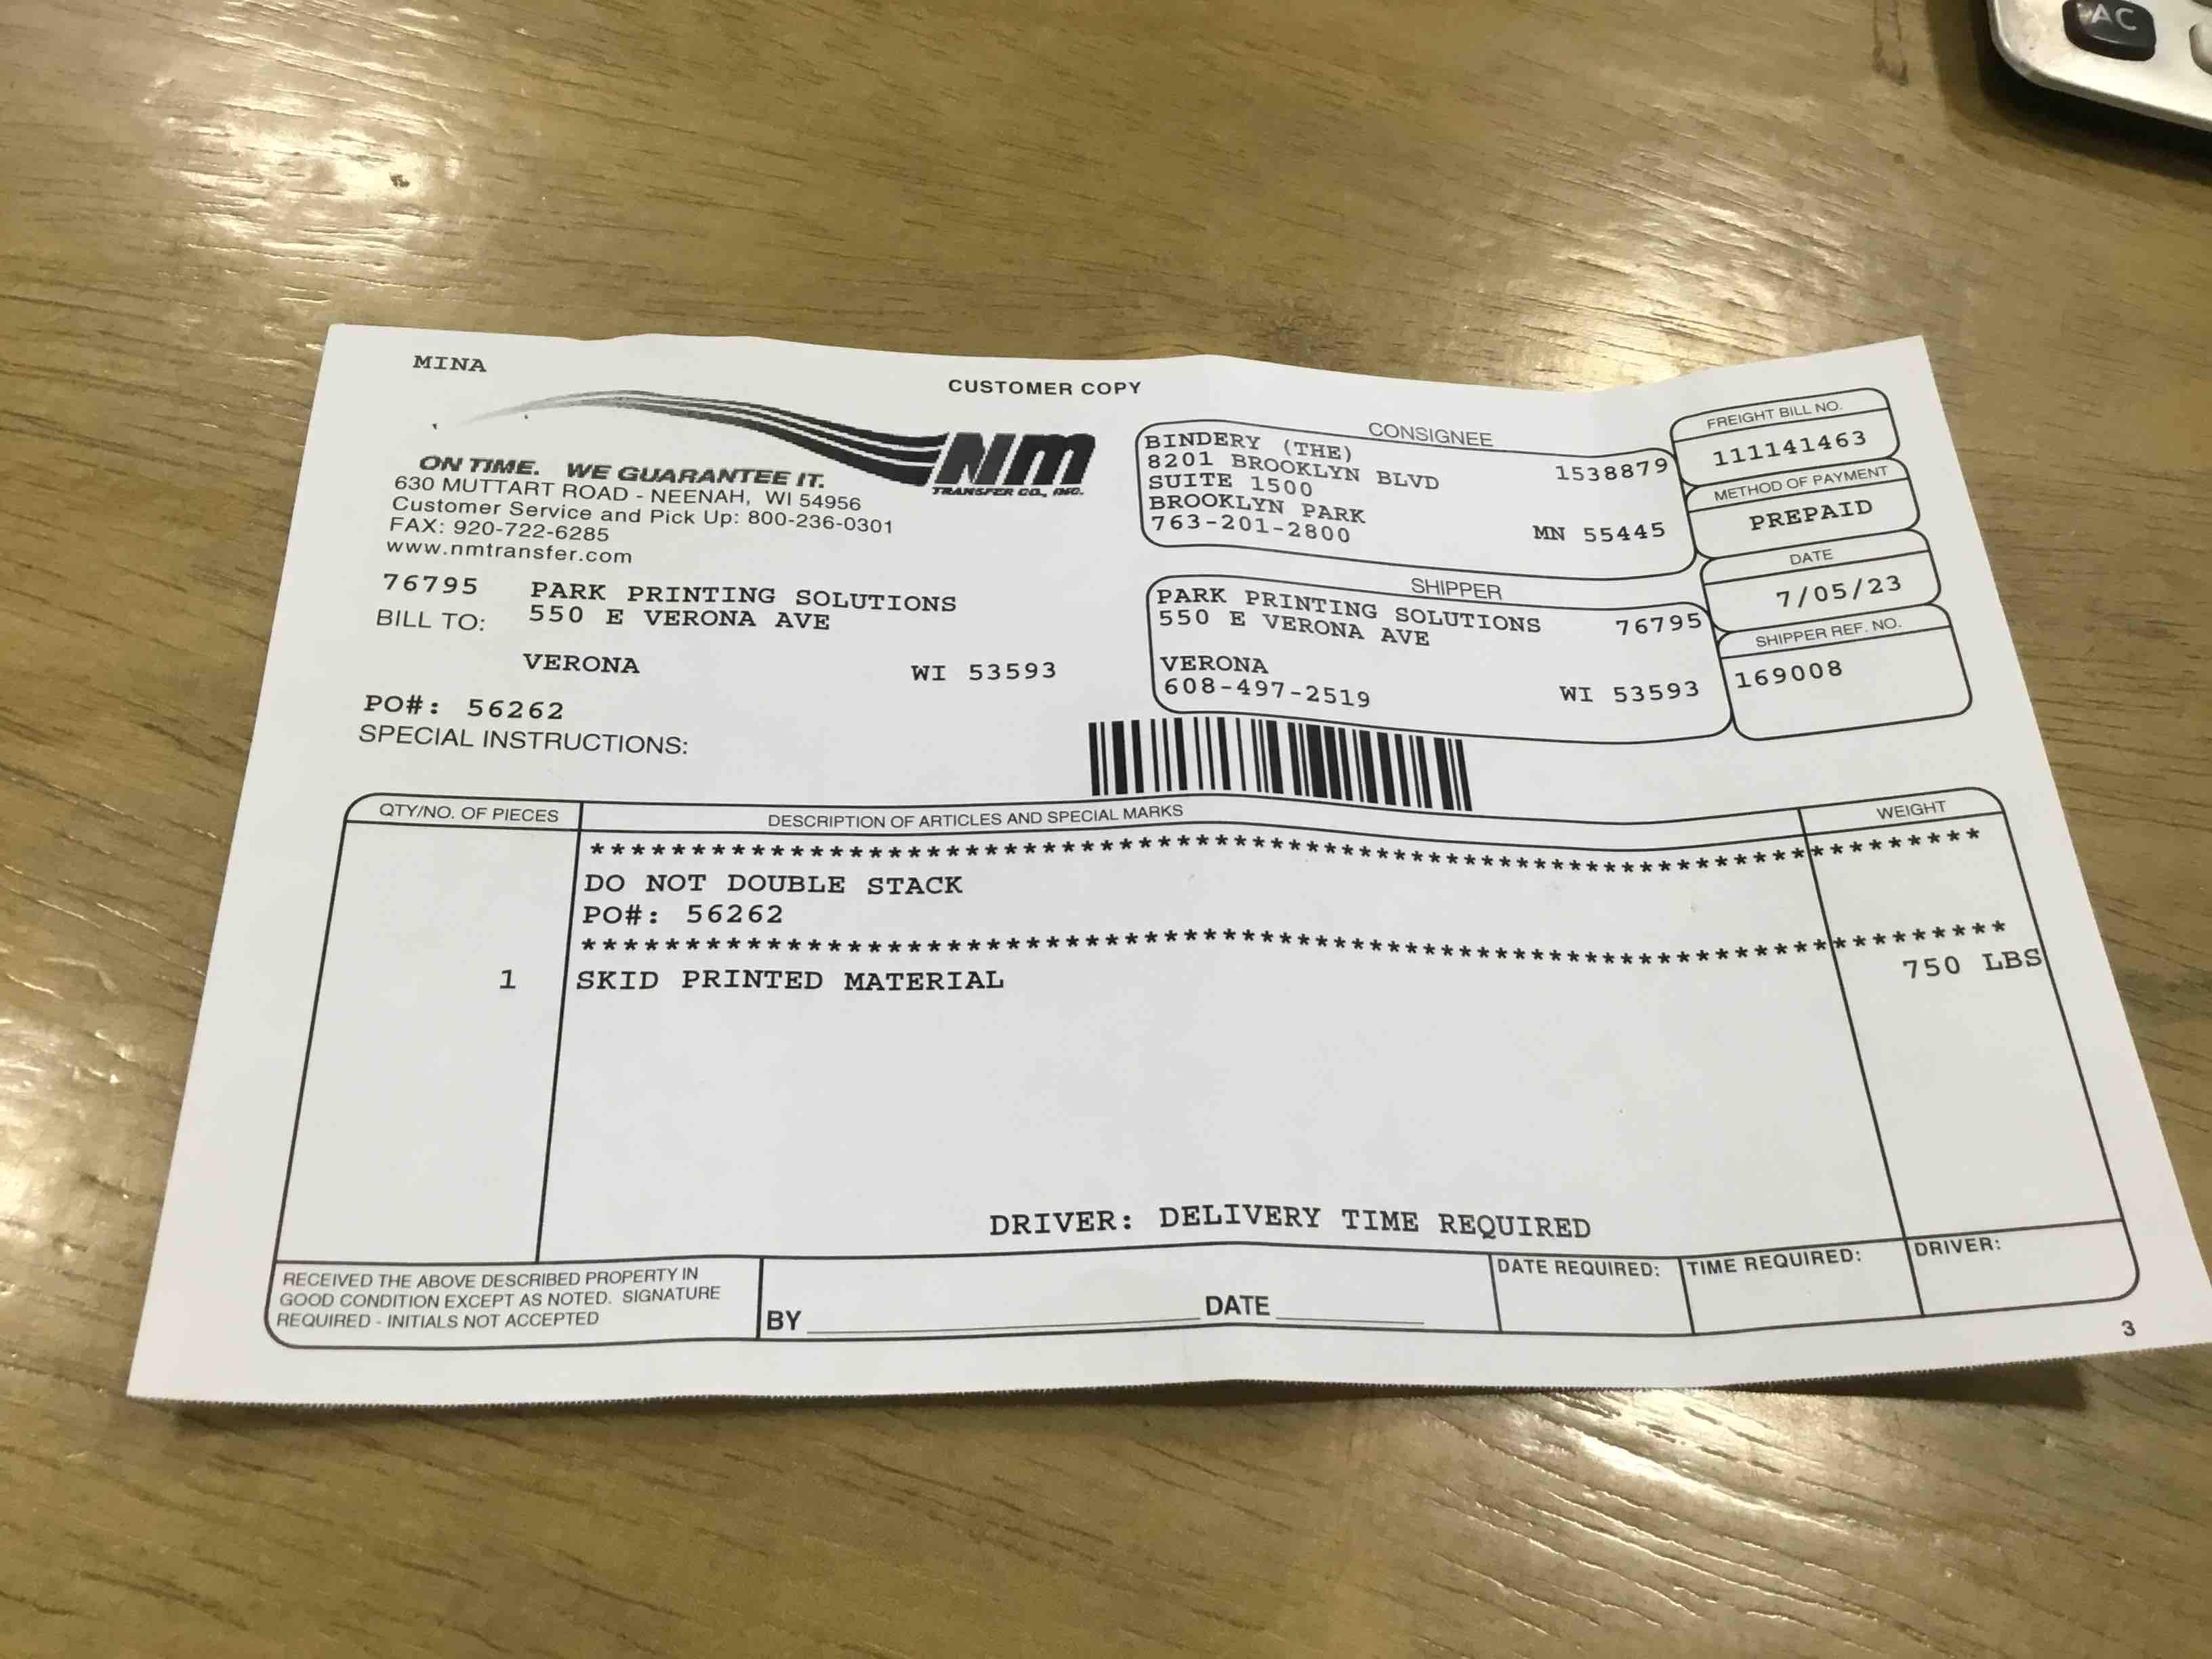 MINA
CUSTOMER COPY
Nm
TRANSFER CO., INC.
ON TIME. WE GUARANTEE IT.
630 MUTTART ROAD - NEENAH, WI 54956
Customer Service and Pick Up: 800-236-0301
FAX: 920-722-6285
www.nmtransfer.com
76795 PARK PRINTING SOLUTIONS
BILL TO: 550 E VERONA AVE
VERONA WI 53593
PO#: 56262
SPECIAL INSTRUCTIONS:
CONSIGNEE
BINDERY (THE) 1538879
8201 BROOKLYN BLVD
SUITE 1500
BROOKLYN PARK MN 55445
763-201-2800
SHIPPER
PARK PRINTING SOLUTIONS 76795
550 E VERONA AVE
VERONA WI 53593
608-497-2519
FREIGHT BILL NO.
111141463
METHOD OF PAYMENT
PREPAID
DATE
7/05/23
SHIPPER REF. NO.
169008
QTY/NO. OF PIECES DESCRIPTION OF ARTICLES AND SPECIAL MARKS WEIGHT
**********************************************************************
DO NOT DOUBLE STACK
PO#: 56262
**********************************************************************
1 SKID PRINTED MATERIAL 750 LBS
DRIVER: DELIVERY TIME REQUIRED
RECEIVED THE ABOVE DESCRIBED PROPERTY IN
GOOD CONDITION EXCEPT AS NOTED. SIGNATURE
REQUIRED - INITIALS NOT ACCEPTED
BY DATE
DATE REQUIRED: TIME REQUIRED: DRIVER:
3
AC